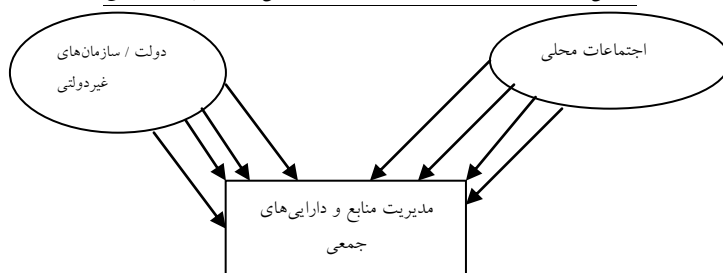 اجتماعات محلی
دولت / سازمان‌های
غیردولتی
مدیریت منابع و دارایی‌های
جمعی